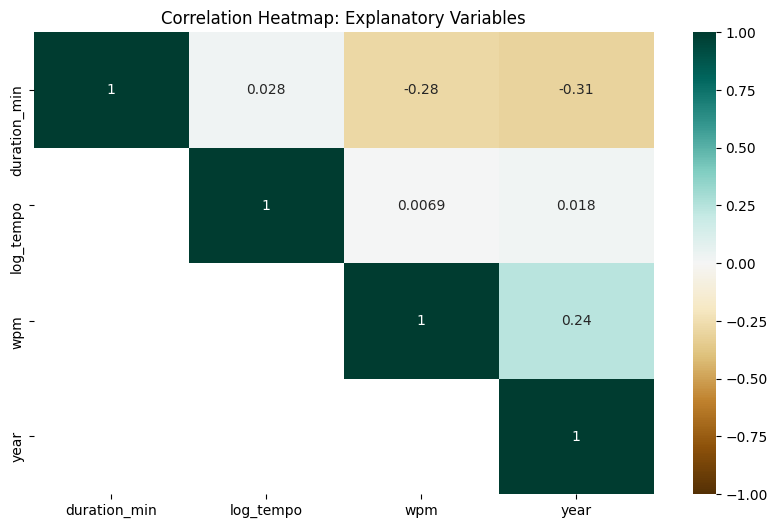 Correlation Heatmap: Explanatory Variables
duration_min
1
0.028
-0.28
-0.31
log_tempo
1
0.0069
0.018
wpm
1
0.24
year
1
duration_min
log_tempo
wpm
year
1.00
0.75
0.50
0.25
0.00
−0.25
−0.50
−0.75
−1.00